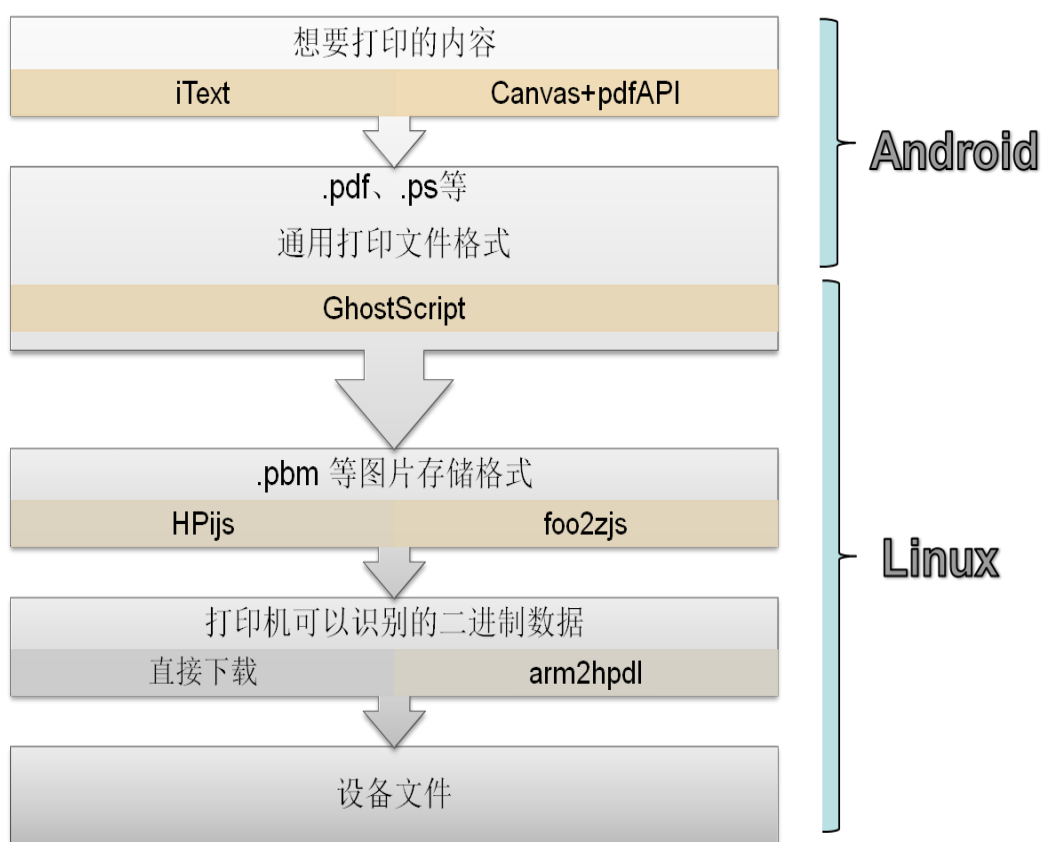 想要打印的内容
iText
Canvas+pdfAPI
Android
.pdf、.ps等
通用打印文件格式
GhostScript
.pbm 等图片存储格式
HPijs
foo2zjs
Linux
打印机可以识别的二进制数据
直接下载
arm2hpdl
设备文件